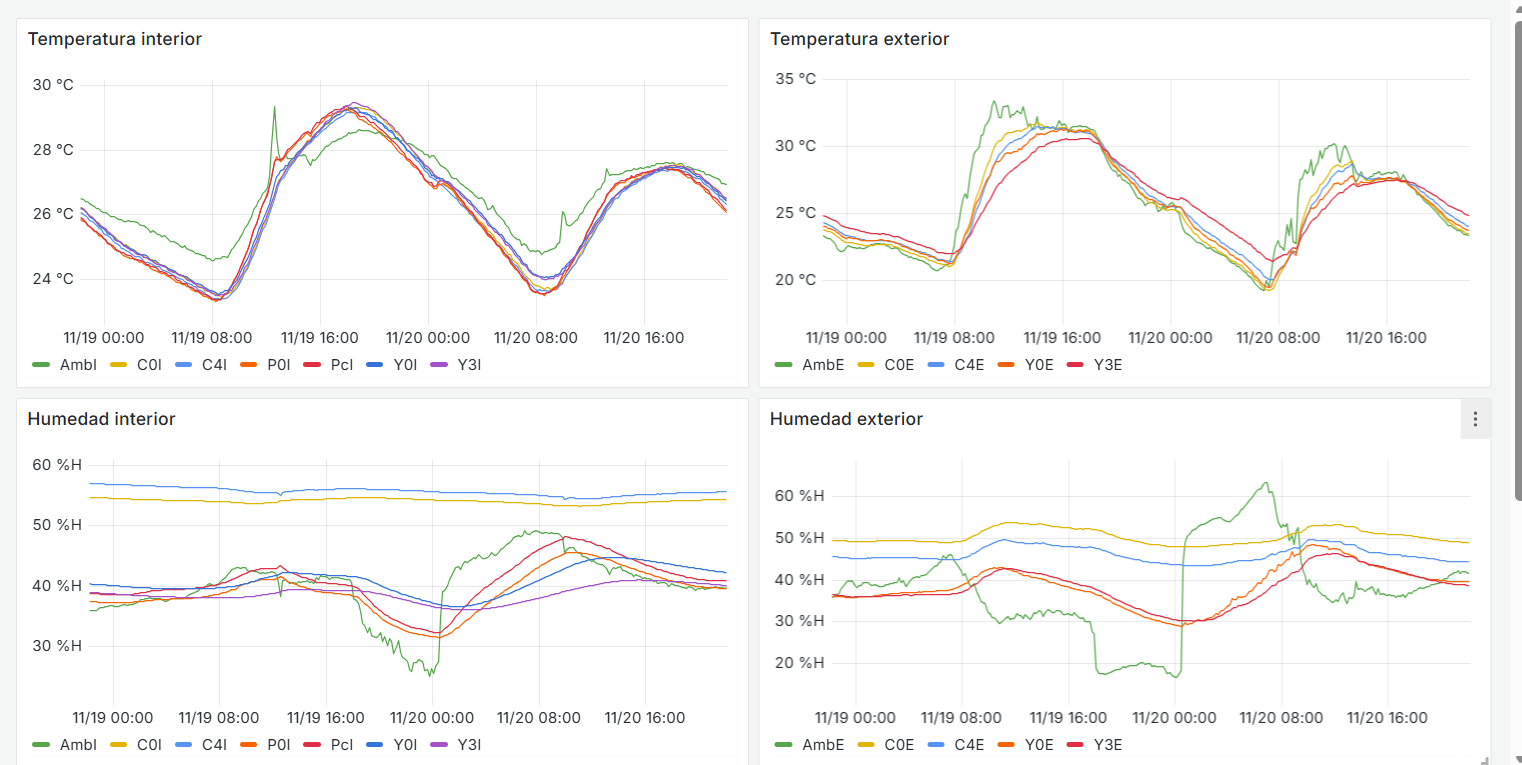 Temperatura interior
30 °C
28 °C
26 °C
24 °C
11/19 00:00 11/19 08:00 11/19 16:00 11/20 00:00 11/20 08:00 11/20 16:00
AmbI C0I C4I P0I PcI Y0I Y3I
Temperatura exterior
35 °C
30 °C
25 °C
20 °C
11/19 00:00 11/19 08:00 11/19 16:00 11/20 00:00 11/20 08:00 11/20 16:00
AmbE C0E C4E Y0E Y3E
Humedad interior
60 %H
50 %H
40 %H
30 %H
11/19 00:00 11/19 08:00 11/19 16:00 11/20 00:00 11/20 08:00 11/20 16:00
AmbI C0I C4I P0I PcI Y0I Y3I
Humedad exterior
60 %H
50 %H
40 %H
30 %H
20 %H
11/19 00:00 11/19 08:00 11/19 16:00 11/20 00:00 11/20 08:00 11/20 16:00
AmbE C0E C4E Y0E Y3E